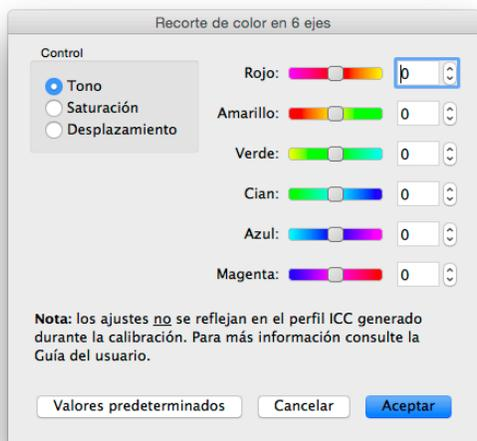 Recorte de color en 6 ejes
Control
Tono
Saturación
Desplazamiento
Rojo: 0
Amarillo: 0
Verde: 0
Cian: 0
Azul: 0
Magenta: 0
Nota: los ajustes no se reflejan en el perfil ICC generado
durante la calibración. Para más información consulte la
Guía del usuario.
Valores predeterminados Cancelar Aceptar